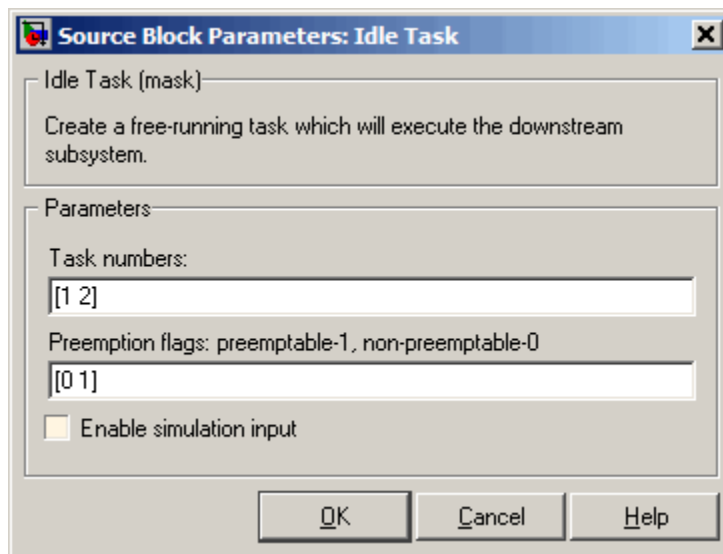 Source Block Parameters: Idle Task
Idle Task (mask)
Create a free-running task which will execute the downstream
subsystem.
Parameters
Task numbers:
[1 2]
Preemption flags: preemptable-1, non-preemptable-0
[0 1]
Enable simulation input
OK Cancel Help